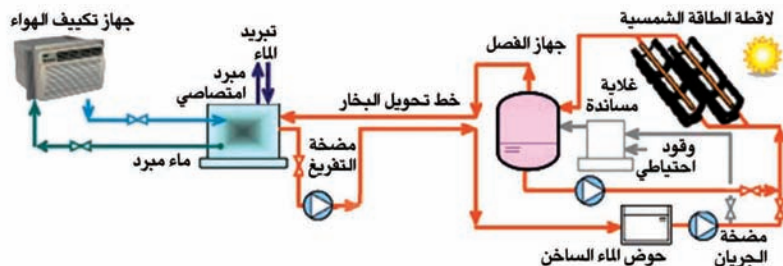 لاقطة الطاقة الشمسية
جهاز تكييف الهواء
تبريد
الماء
مبرد
امتصاصي
جهاز الفصل
غلاية
مساندة
خط تحويل البخار
وقود
احتياطي
ماء مبرد
مضخة
التفريغ
مضخة
الجريان
حوض الماء الساخن